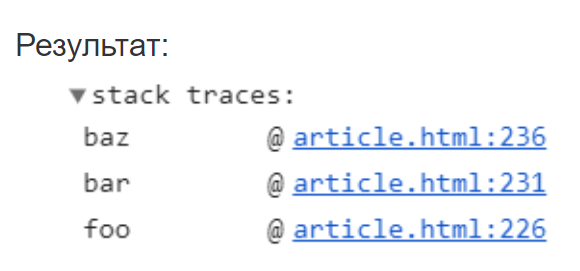 Результат:
▼stack traces:
baz @ article.html:236
bar @ article.html:231
foo @ article.html:226